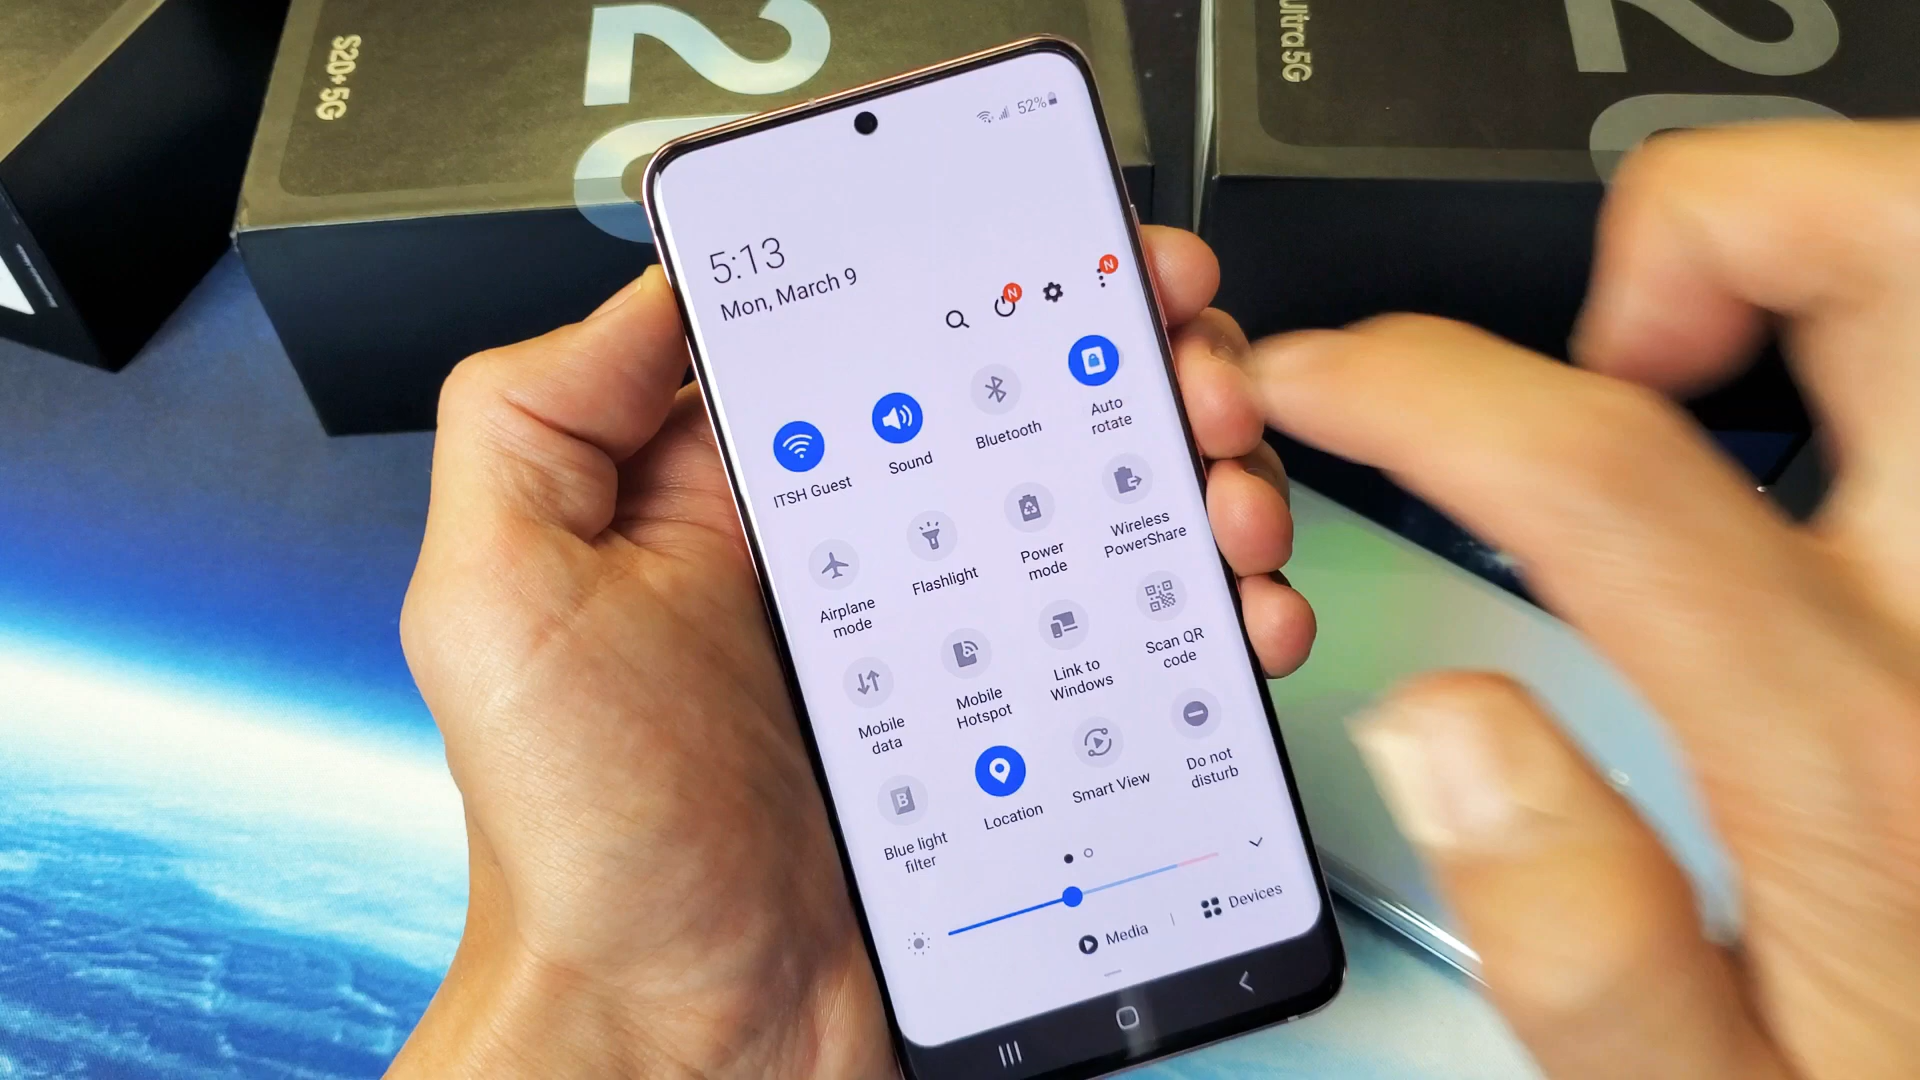 S20+ 5G
20
Ultra 5G
20
52%
5:13
Mon, March 9
N
N
ITSH Guest
Sound
Bluetooth
Auto
rotate
Airplane
mode
Flashlight
Power
mode
Wireless
PowerShare
Mobile
data
Mobile
Hotspot
Link to
Windows
Scan QR
code
B
Blue light
filter
Location
Smart View
Do not
disturb
Media
Devices